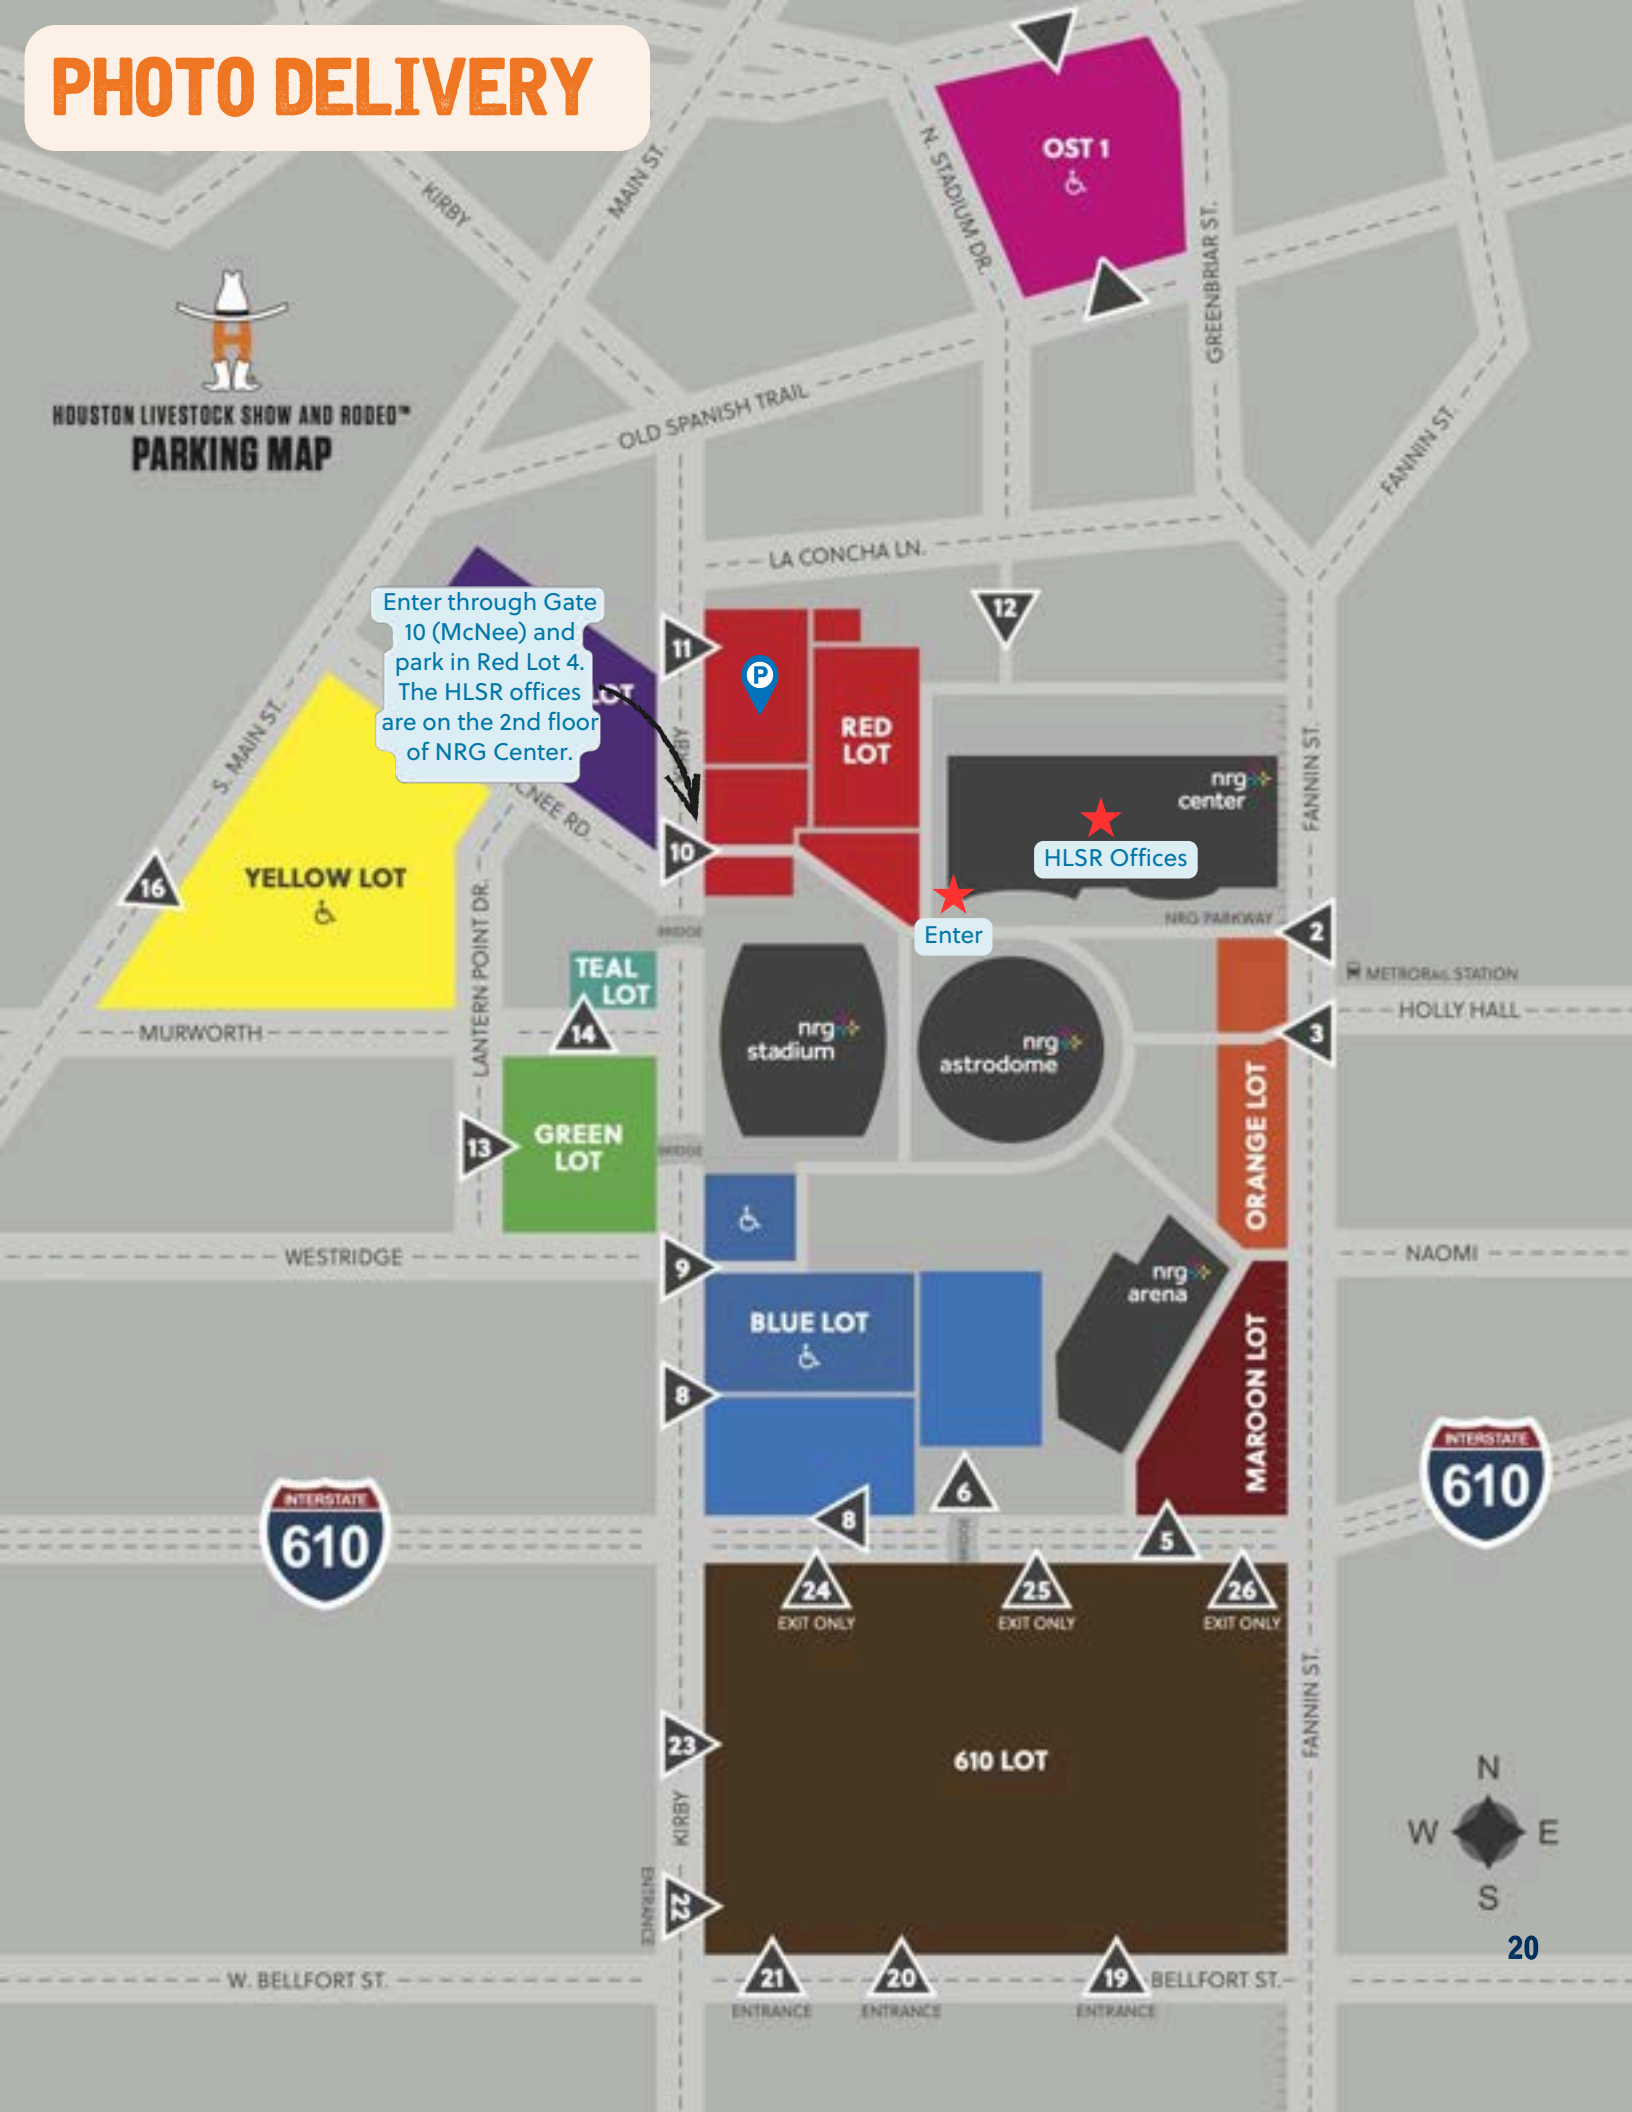 PHOTO DELIVERY
OST 1
N. STADIUM DR.
GREENBRIAR ST.
KIRBY
MAIN ST.
HOUSTON LIVESTOCK SHOW AND RODEO™
PARKING MAP
OLD SPANISH TRAIL
FANNIN ST.
LA CONCHA LN.
Enter through Gate
10 (McNee) and
park in Red Lot 4.
The HLSR offices
are on the 2nd floor
of NRG Center.
LOT
11
12
P
RED
LOT
S. MAIN ST.
FANNIN ST.
nrg
center
HLSR Offices
10
16
YELLOW LOT
LANTERN POINT DR.
BRIDGE
NRG PARKWAY
Enter
2
TEAL
LOT
METRORAIL STATION
HOLLY HALL
MURWORTH
14
3
nrg
stadium
nrg
astrodome
ORANGE LOT
13
GREEN
LOT
BRIDGE
WESTRIDGE
NAOMI
9
nrg
arena
BLUE LOT
MAROON LOT
8
6
8
5
INTERSTATE
610
INTERSTATE
610
BRIDGE
24
EXIT ONLY
25
EXIT ONLY
26
EXIT ONLY
FANNIN ST.
23
610 LOT
KIRBY
N
W
E
S
ENTRANCE
22
20
W. BELLFORT ST.
21
ENTRANCE
20
ENTRANCE
19
ENTRANCE
BELLFORT ST.